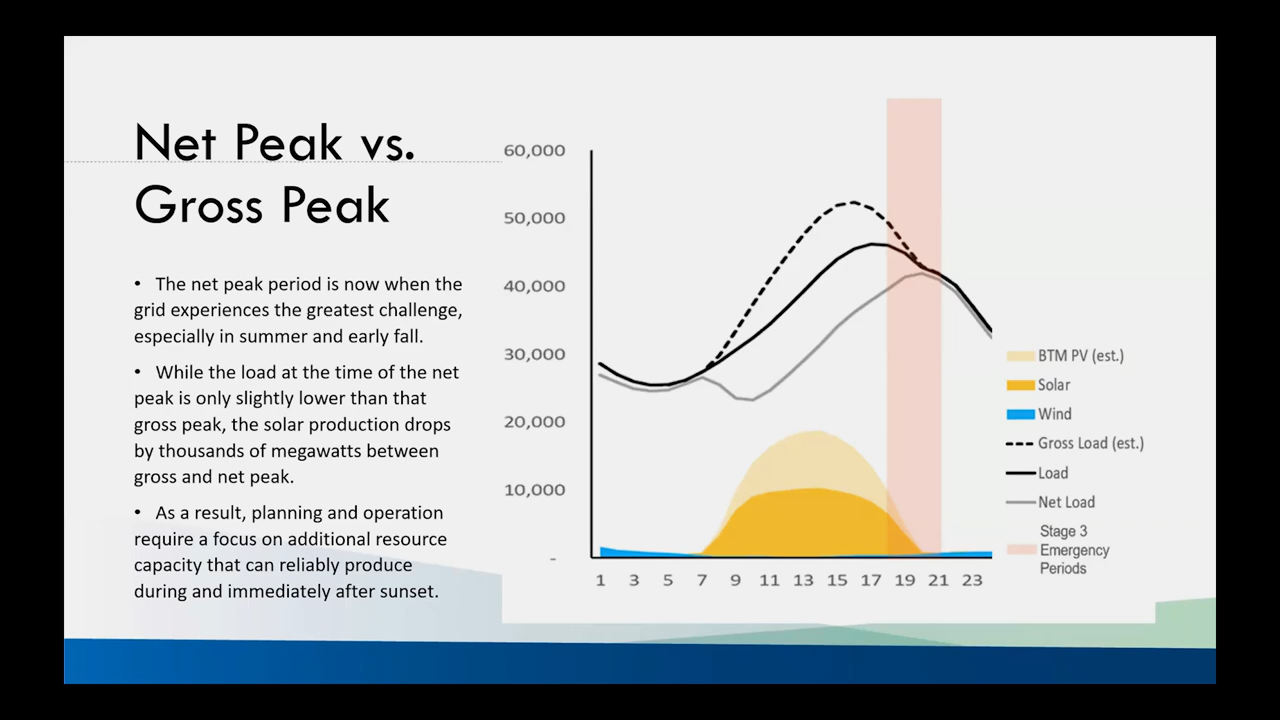 Net Peak vs.
Gross Peak
• The net peak period is now when the
grid experiences the greatest challenge,
especially in summer and early fall.
• While the load at the time of the net
peak is only slightly lower than that
gross peak, the solar production drops
by thousands of megawatts between
gross and net peak.
• As a result, planning and operation
require a focus on additional resource
capacity that can reliably produce
during and immediately after sunset.
60,000
50,000
40,000
30,000
20,000
10,000
-
1 3 5 7 9 11 13 15 17 19 21 23
BTM PV (est.)
Solar
Wind
Gross Load (est.)
Load
Net Load
Stage 3
Emergency
Periods